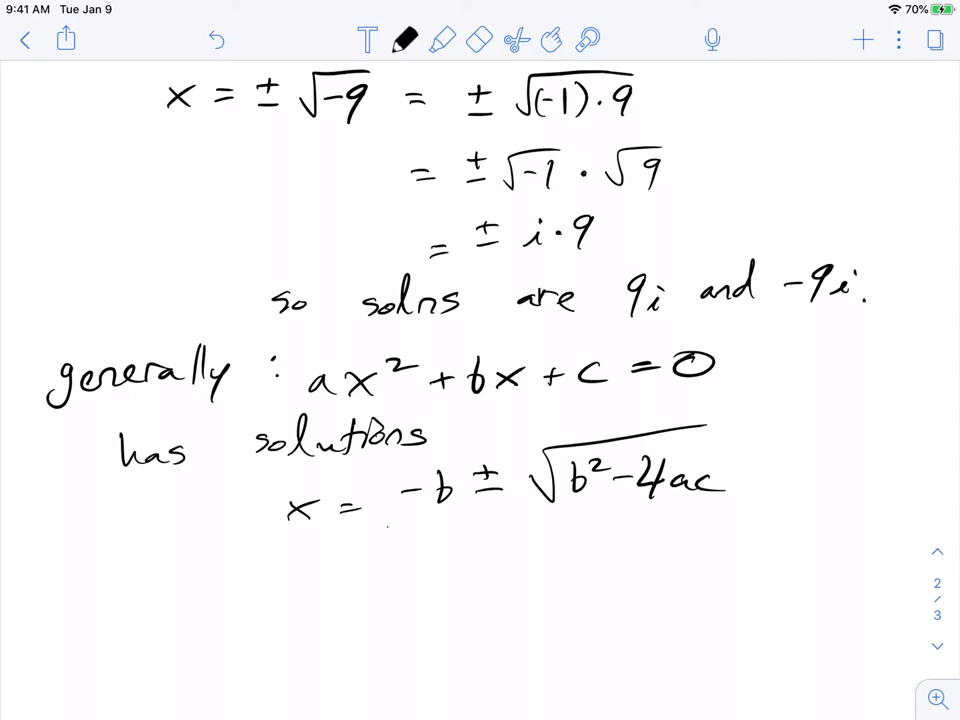 9:41 AM Tue Jan 9 70%
T
x = ± √-9 = ± √(-1)·9
= ± √-1 · √9
= ± i·9
so solns are 9i and -9i.
generally : ax² + bx + c = 0
has solutions
x = -b ± √b²-4ac
2
/
3